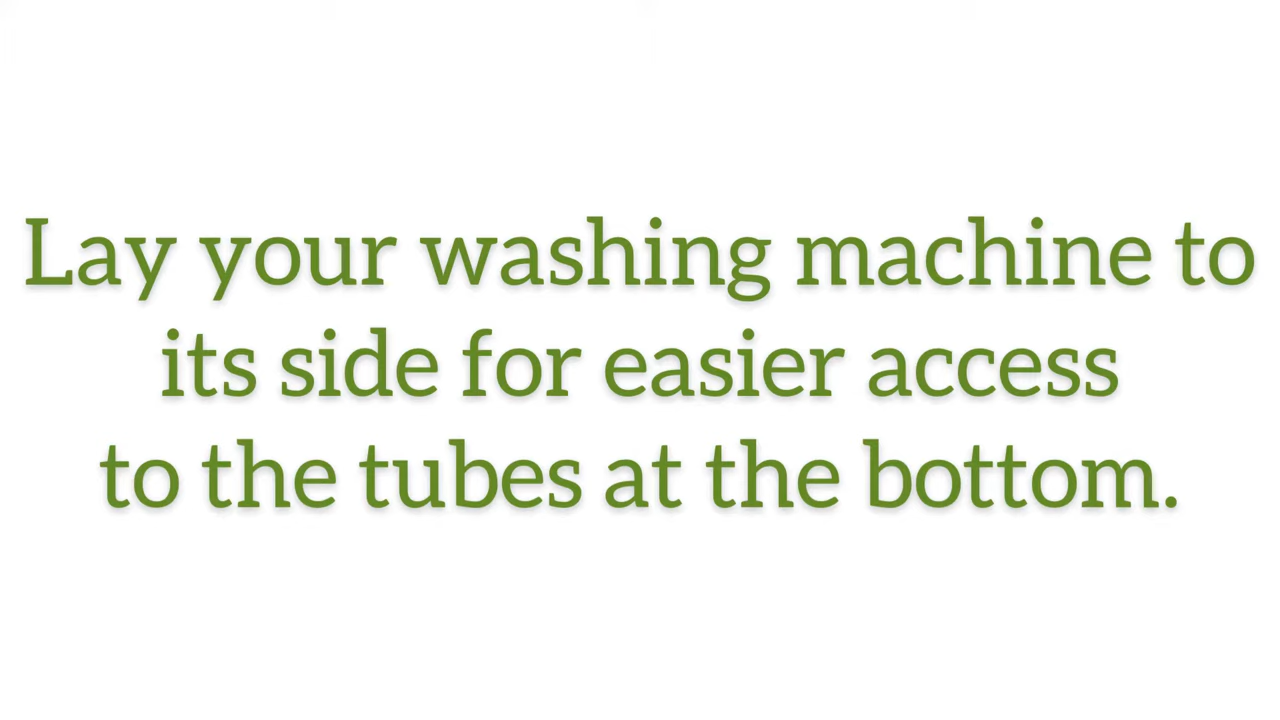 Lay your washing machine to
its side for easier access
to the tubes at the bottom.